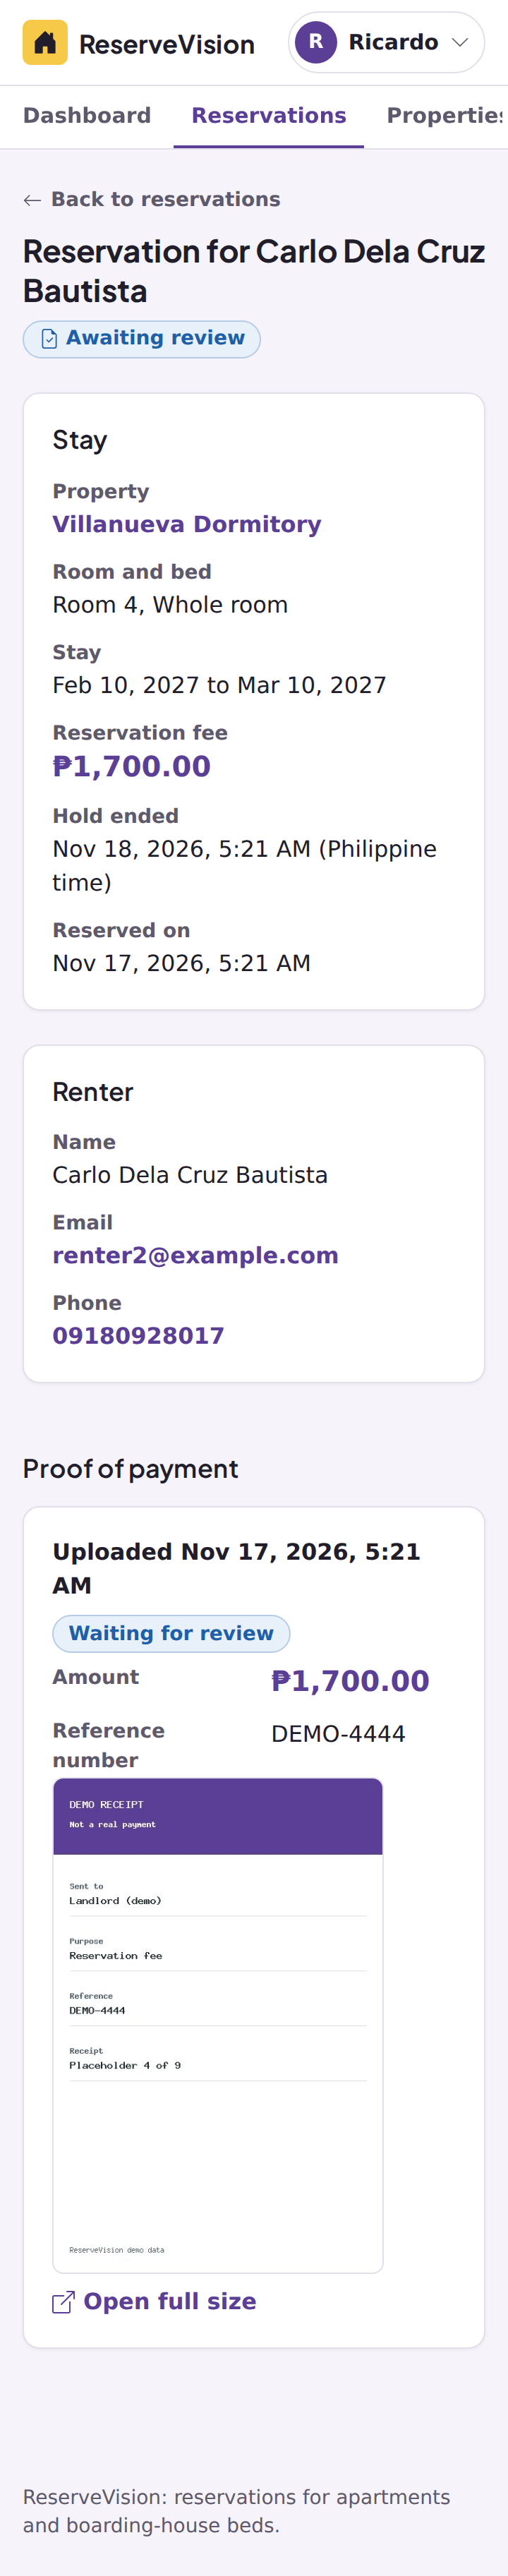 ReserveVision
R
Ricardo
Dashboard
Reservations
Properties
Back to reservations
Reservation for Carlo Dela Cruz
Bautista
Awaiting review
Stay
Property
Villanueva Dormitory
Room and bed
Room 4, Whole room
Stay
Feb 10, 2027 to Mar 10, 2027
Reservation fee
₱1,700.00
Hold ended
Nov 18, 2026, 5:21 AM (Philippine
time)
Reserved on
Nov 17, 2026, 5:21 AM
Renter
Name
Carlo Dela Cruz Bautista
Email
renter2@example.com
Phone
09180928017
Proof of payment
Uploaded Nov 17, 2026, 5:21
AM
Waiting for review
Amount
₱1,700.00
Reference
number
DEMO-4444
DEMO RECEIPT
Not a real payment
Sent to
Landlord (demo)
Purpose
Reservation fee
Reference
DEMO-4444
Receipt
Placeholder 4 of 9
ReserveVision demo data
Open full size
ReserveVision: reservations for apartments
and boarding-house beds.